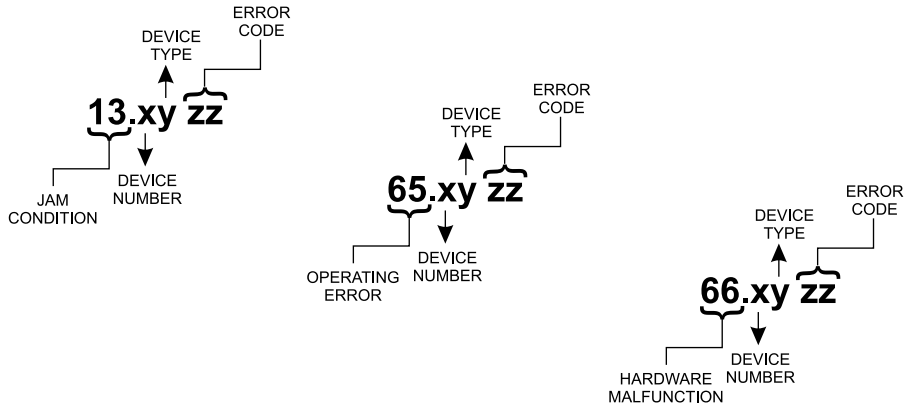 ERROR
CODE
DEVICE
TYPE
13.xy zz
JAM
CONDITION
DEVICE
NUMBER
ERROR
CODE
DEVICE
TYPE
65.xy zz
OPERATING
ERROR
DEVICE
NUMBER
ERROR
CODE
DEVICE
TYPE
66.xy zz
HARDWARE
MALFUNCTION
DEVICE
NUMBER